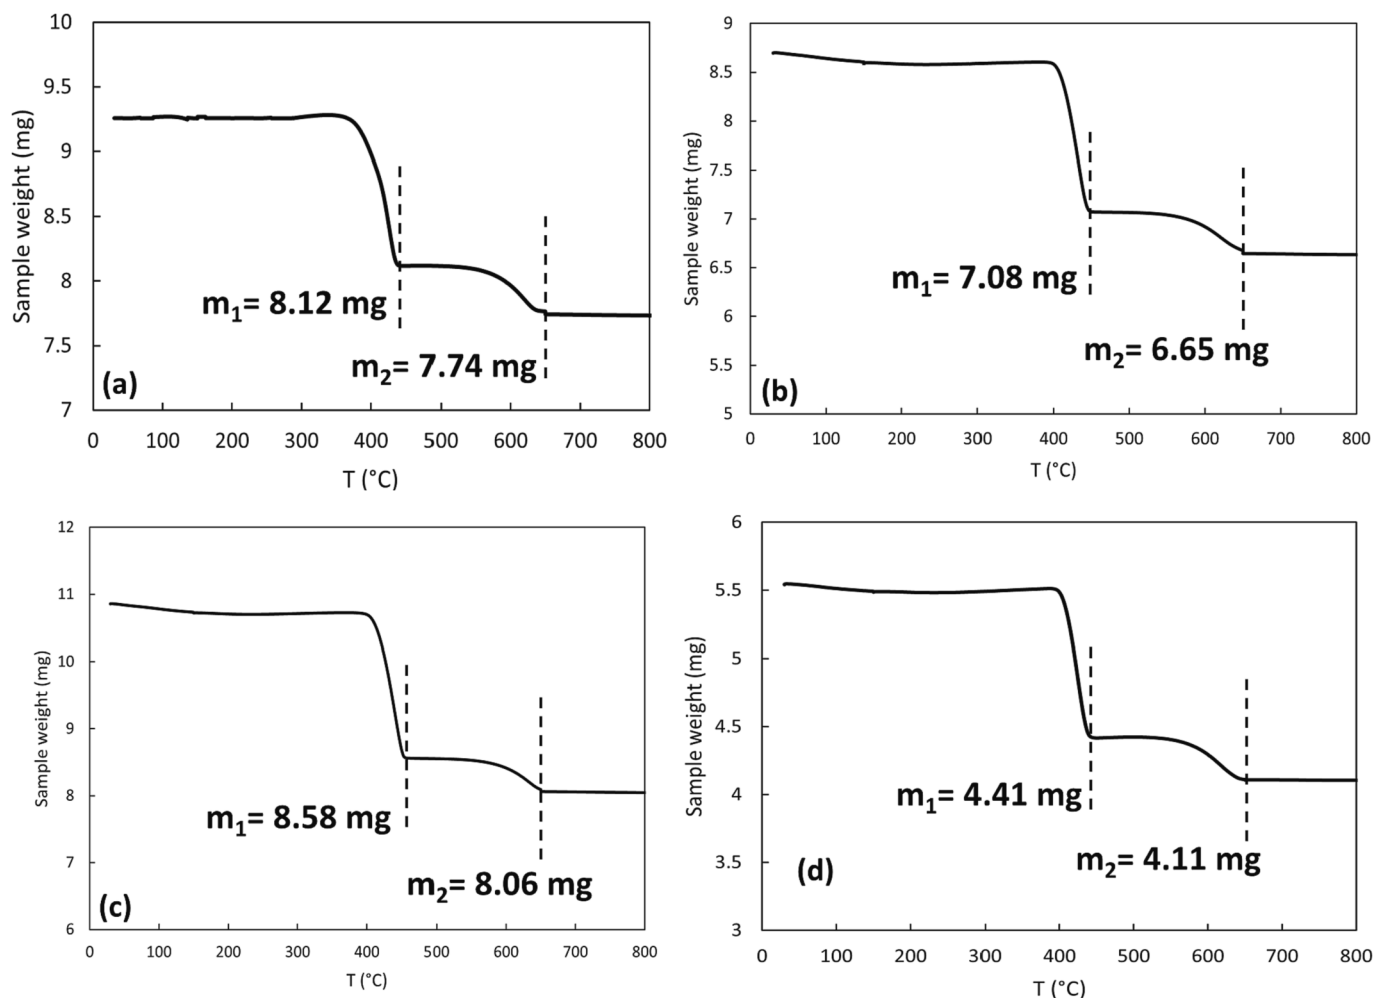 10
9.5
9
8.5
8
7.5
7
Sample weight (mg)
m1= 8.12 mg
m2= 7.74 mg
(a)
0 100 200 300 400 500 600 700 800
T (°C)
9
8.5
8
7.5
7
6.5
6
5.5
5
Sample weight (mg)
m1= 7.08 mg
m2= 6.65 mg
(b)
0 100 200 300 400 500 600 700 800
T (°C)
12
11
10
9
8
7
6
Sample weight (mg)
m1= 8.58 mg
m2= 8.06 mg
(c)
0 100 200 300 400 500 600 700 800
T (°C)
6
5.5
5
4.5
4
3.5
3
Sample weight (mg)
m1= 4.41 mg
m2= 4.11 mg
(d)
0 100 200 300 400 500 600 700 800
T (°C)